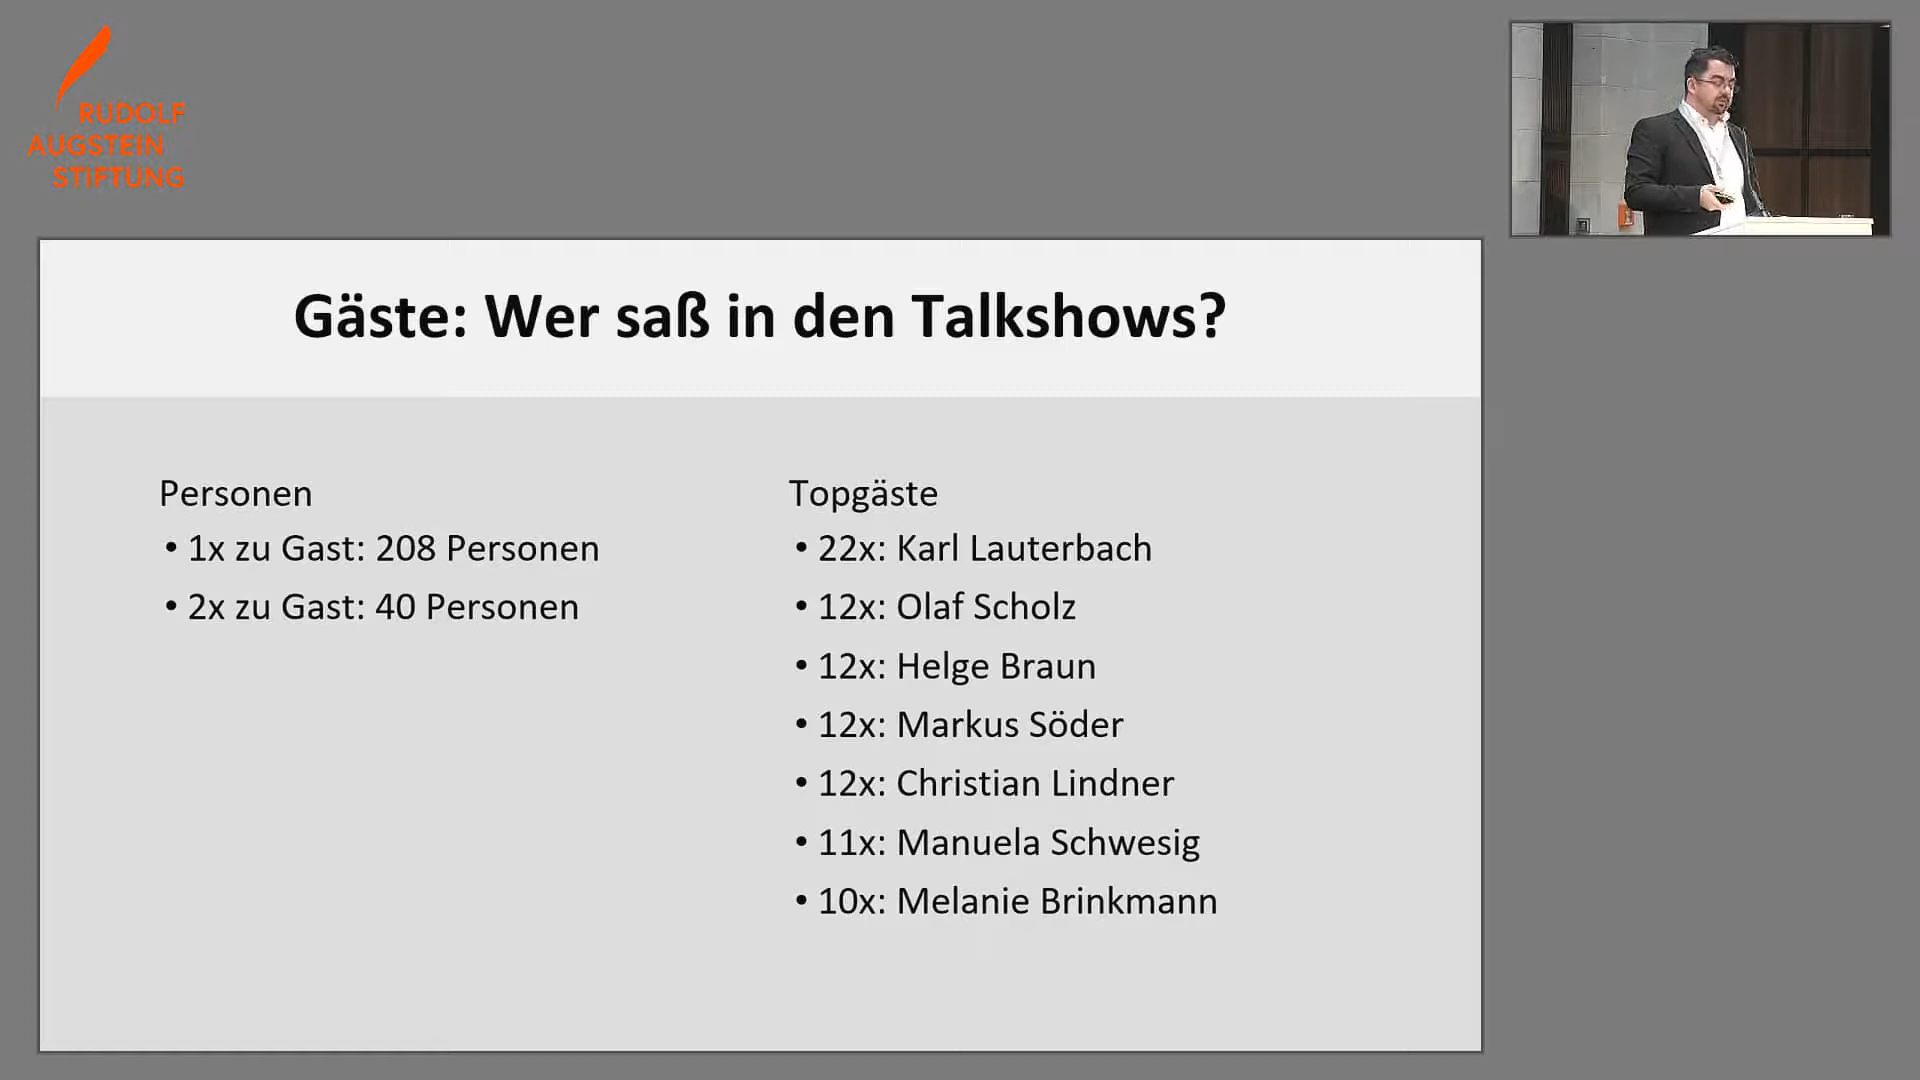 RUDOLF
AUGSTEIN
STIFTUNG
Gäste: Wer saß in den Talkshows?
Personen
• 1x zu Gast: 208 Personen
• 2x zu Gast: 40 Personen
Topgäste
• 22x: Karl Lauterbach
• 12x: Olaf Scholz
• 12x: Helge Braun
• 12x: Markus Söder
• 12x: Christian Lindner
• 11x: Manuela Schwesig
• 10x: Melanie Brinkmann